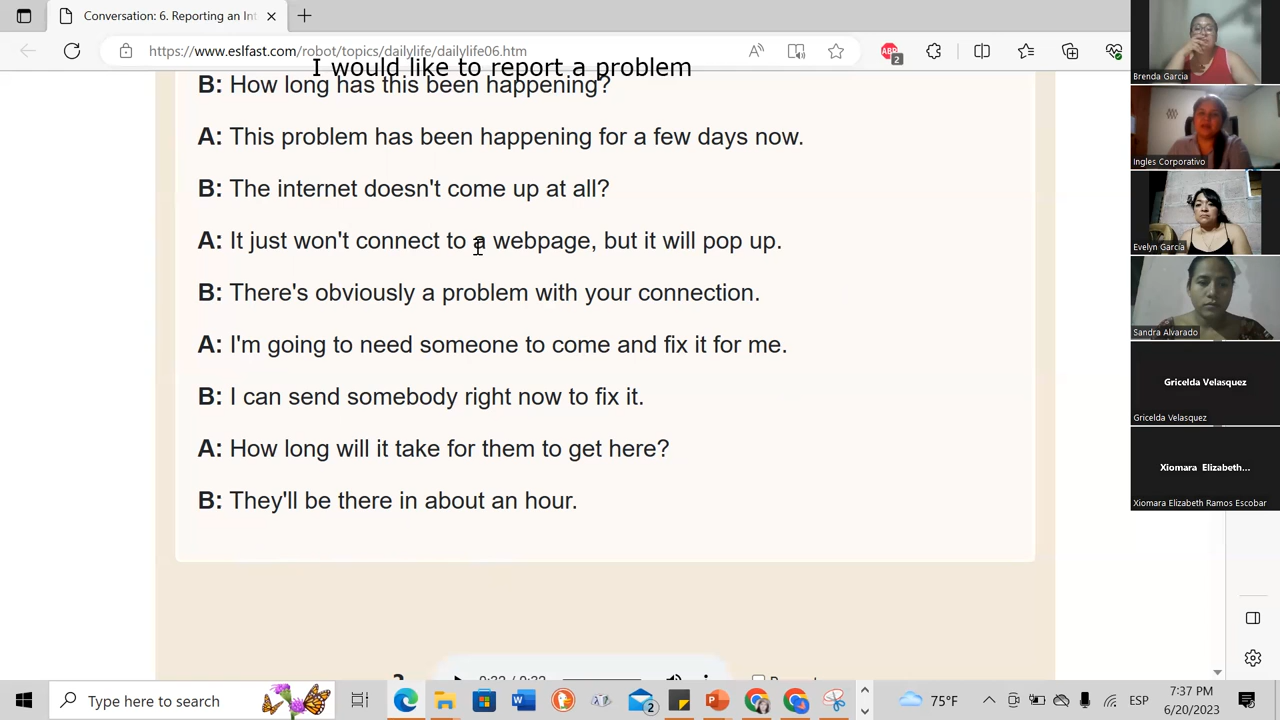 Conversation: 6. Reporting an Int
https://www.eslfast.com/robot/topics/dailylife/dailylife06.htm
I would like to report a problem
B: How long has this been happening?
A: This problem has been happening for a few days now.
B: The internet doesn't come up at all?
A: It just won't connect to a webpage, but it will pop up.
B: There's obviously a problem with your connection.
A: I'm going to need someone to come and fix it for me.
B: I can send somebody right now to fix it.
A: How long will it take for them to get here?
B: They'll be there in about an hour.
Brenda Garcia
Ingles Corporativo
Evelyn García
Sandra Alvarado
Gricelda Velasquez
Gricelda Velasquez
Xiomara Elizabeth...
Xiomara Elizabeth Ramos Escobar
ABP
2
Type here to search
2
75°F
ESP
7:37 PM
6/20/2023